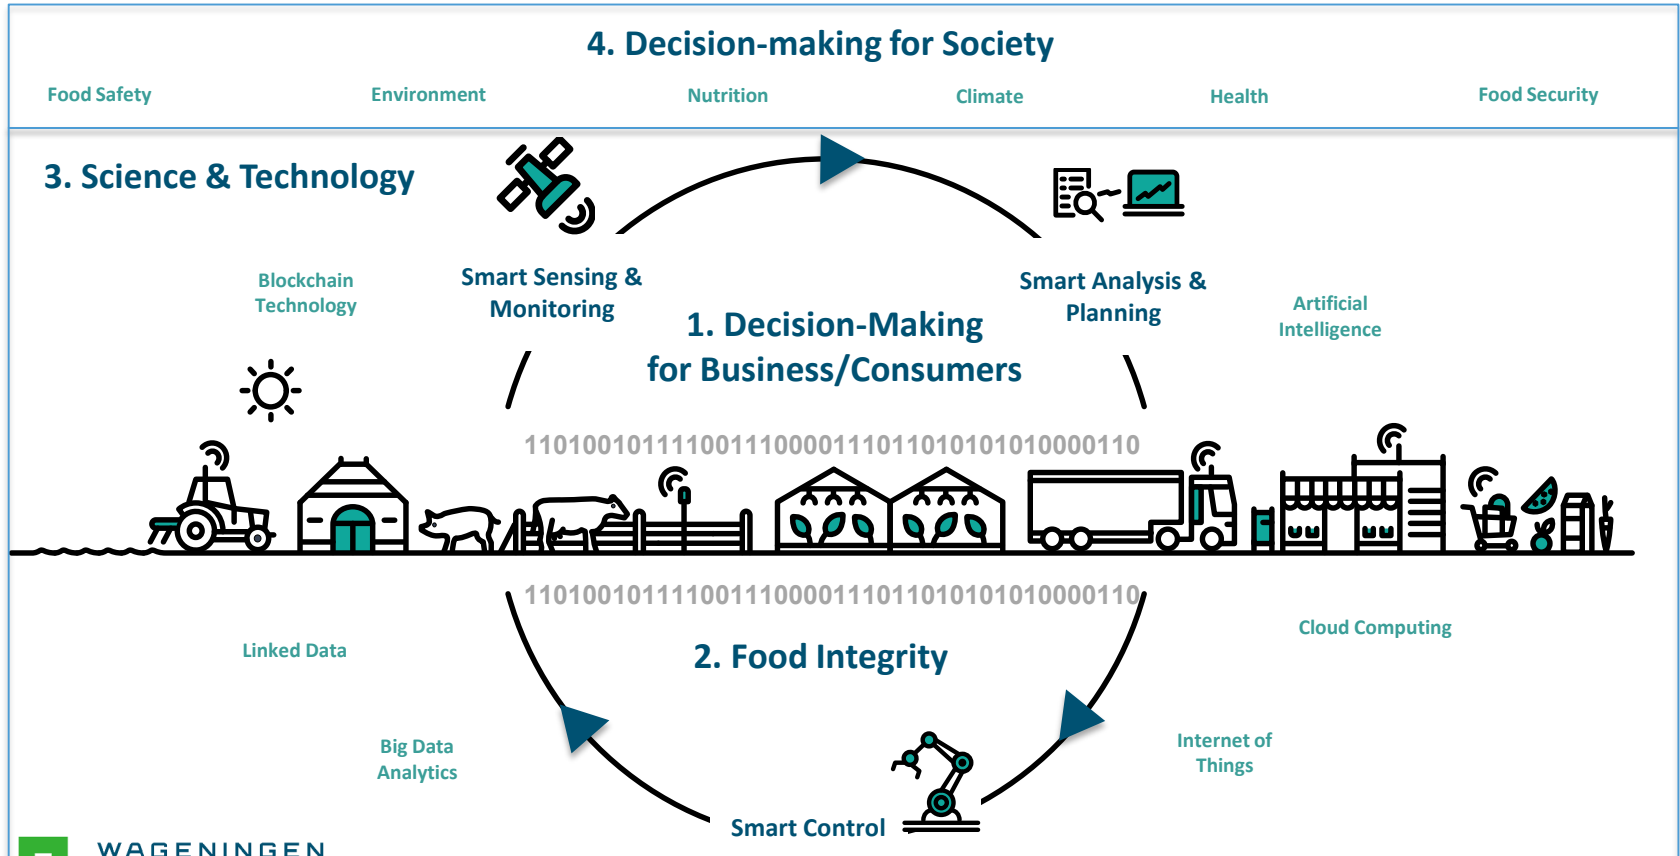 4. Decision-making for Society
Food Safety
Environment
Nutrition
Climate
Health
Food Security
3. Science & Technology
Smart Sensing &
Monitoring
Smart Analysis &
Planning
Blockchain
Technology
Artificial
Intelligence
1. Decision-Making
for Business/Consumers
11010010111100111000011101101010101010000110
11010010111100111000011101101010101010000110
Linked Data
2. Food Integrity
Cloud Computing
Big Data
Analytics
Internet of
Things
Smart Control
WAGENINGEN